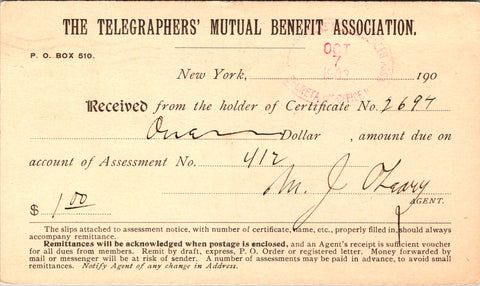 THE TELEGRAPHERS' MUTUAL BENEFIT ASSOCIATION.
P. O. BOX 510.
OCT
7
New York, 190
Received from the holder of Certificate No. 2697
One Dollar , amount due on
account of Assessment No. 412
M. J. O'Leary
AGENT.
$ 1 00
The slips attached to assessment notice, with number of certificate, name, etc., properly filled in, should always
accompany remittance.
Remittances will be acknowledged when postage is enclosed, and an Agent's receipt is sufficient voucher
for all dues from members. Remit by draft, express, P. O. Order or registered letter. Money forwarded by
mail or messenger will be at risk of sender. A number of assessments may be paid in advance, to avoid small
remittances. Notify Agent of any change in Address.